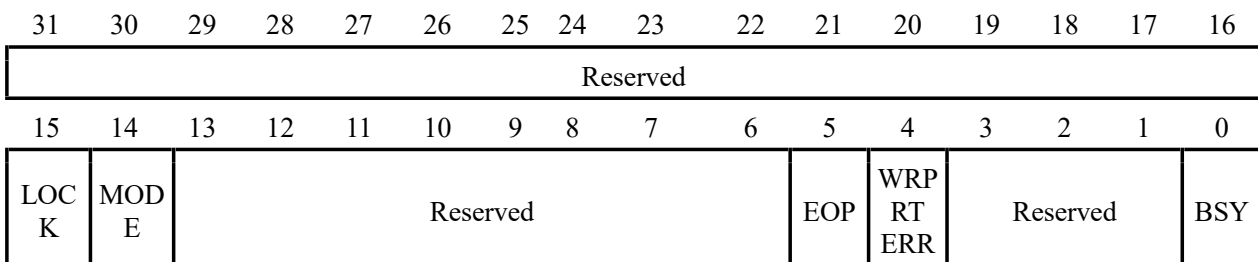 31 30 29 28 27 26 25 24 23 22 21 20 19 18 17 16
Reserved
15 14 13 12 11 10 9 8 7 6 5 4 3 2 1 0
LOC
K
MOD
E
Reserved
EOP
WRP
RT
ERR
Reserved
BSY